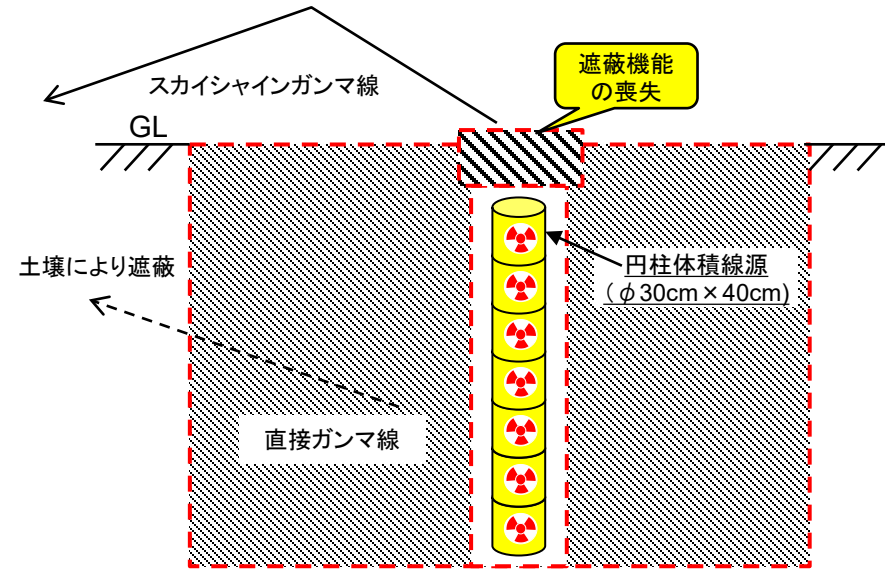 スカイシャインガンマ線
遮蔽機能
の喪失
GL
土壌により遮蔽
円柱体積線源
(φ30cm×40cm)
直接ガンマ線